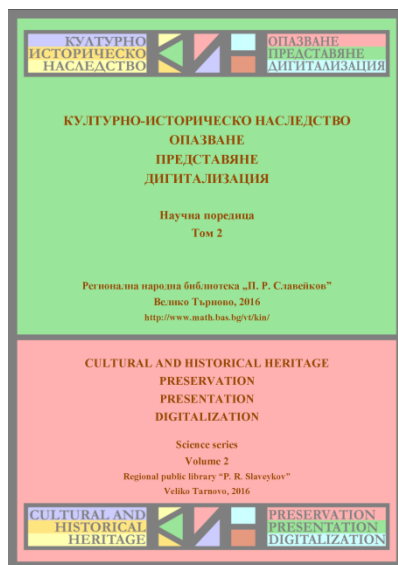 КУЛТУРНО
ИСТОРИЧЕСКО
НАСЛЕДСТВО
КИН
ОПАЗВАНЕ
ПРЕДСТАВЯНЕ
ДИГИТАЛИЗАЦИЯ
КУЛТУРНО-ИСТОРИЧЕСКО НАСЛЕДСТВО
ОПАЗВАНЕ
ПРЕДСТАВЯНЕ
ДИГИТАЛИЗАЦИЯ
Научна поредица
Том 2
Регионална народна библиотека „П. Р. Славейков”
Велико Търново, 2016
http://www.math.bas.bg/vt/kin/
CULTURAL AND HISTORICAL HERITAGE
PRESERVATION
PRESENTATION
DIGITALIZATION
Science series
Volume 2
Regional public library “P. R. Slaveykov”
Veliko Tarnovo, 2016
CULTURAL AND
HISTORICAL
HERITAGE
КИН
PRESERVATION
PRESENTATION
DIGITALIZATION